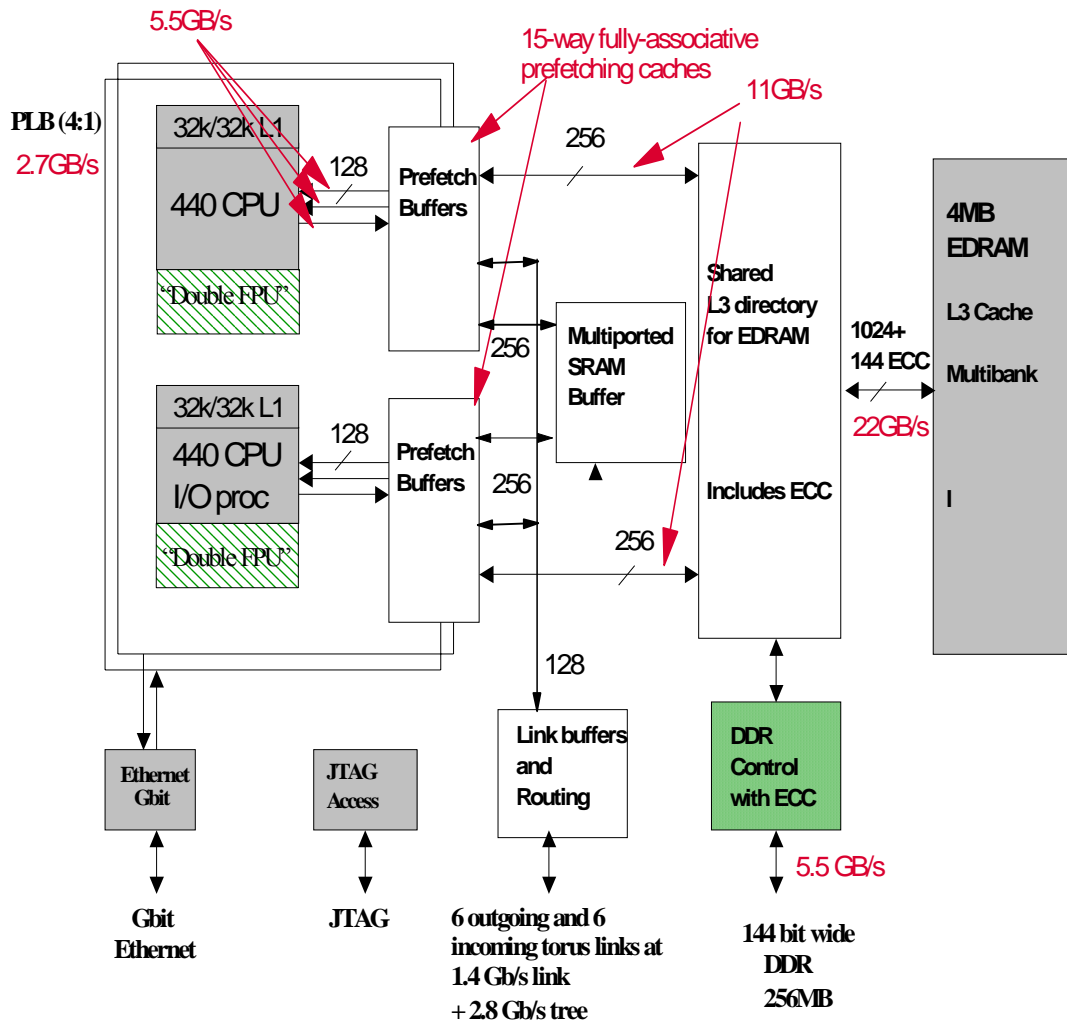 5.5GB/s
15-way fully-associative
prefetching caches
11GB/s
PLB (4:1)
2.7GB/s
32k/32k L1
440 CPU
"Double FPU"
128
Prefetch
Buffers
256
256
Multiported
SRAM
Buffer
Shared
L3 directory
for EDRAM
Includes ECC
1024+
144 ECC
22GB/s
4MB
EDRAM
L3 Cache
Multibank
I
32k/32k L1
440 CPU
I/O proc
"Double FPU"
128
Prefetch
Buffers
256
256
128
Ethernet
Gbit
JTAG
Access
Link buffers
and
Routing
DDR
Control
with ECC
5.5 GB/s
Gbit
Ethernet
JTAG
6 outgoing and 6
incoming torus links at
1.4 Gb/s link
+ 2.8 Gb/s tree
144 bit wide
DDR
256MB